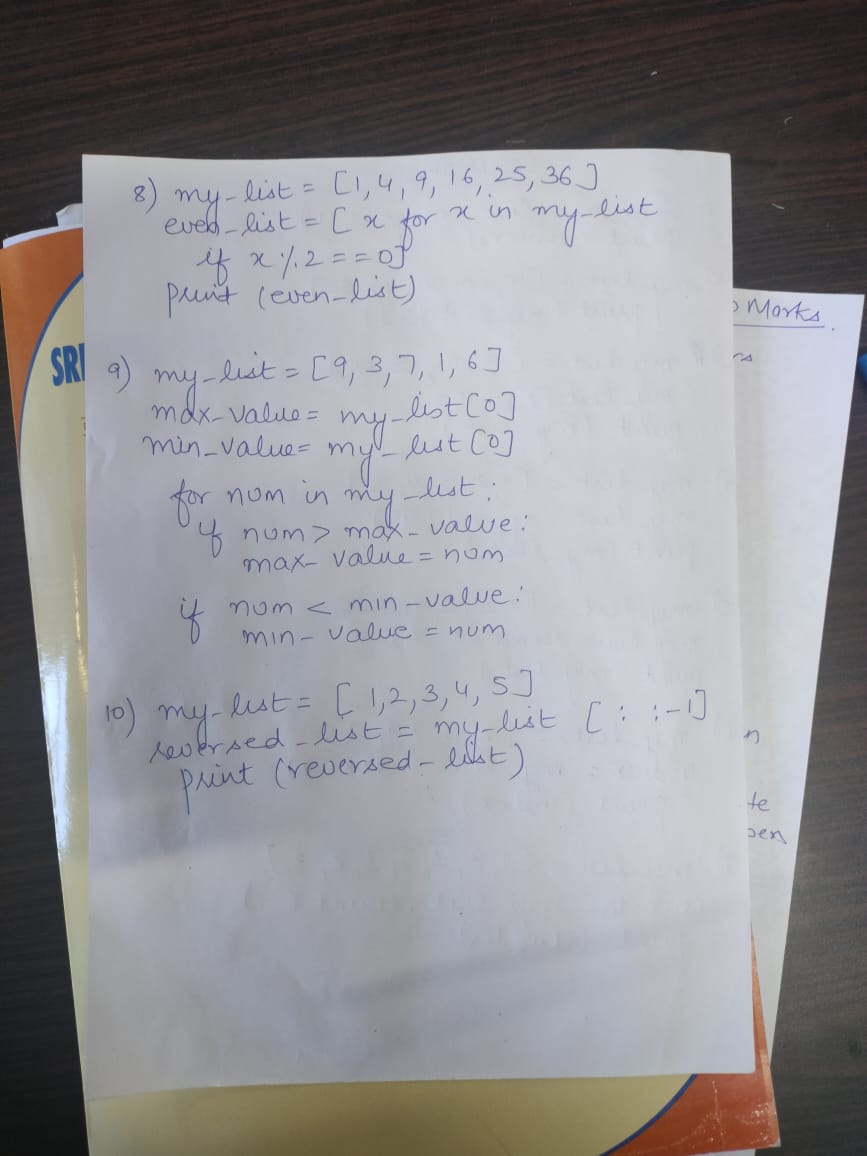 8) my-list = [1, 4, 9, 16, 25, 36]
even-list = [x for x in my-list
if x % 2 == 0]
print (even-list)
Marks.
SRI
9) my-list = [9, 3, 7, 1, 6]
max-value = my-list [0]
min-value = my-list [0]
for num in my-list:
if num > max-value:
max-value = num
if num < min-value:
min-value = num
10) my-list = [1, 2, 3, 4, 5]
reversed-list = my-list [: :-1]
print (reversed-list)
te
pen